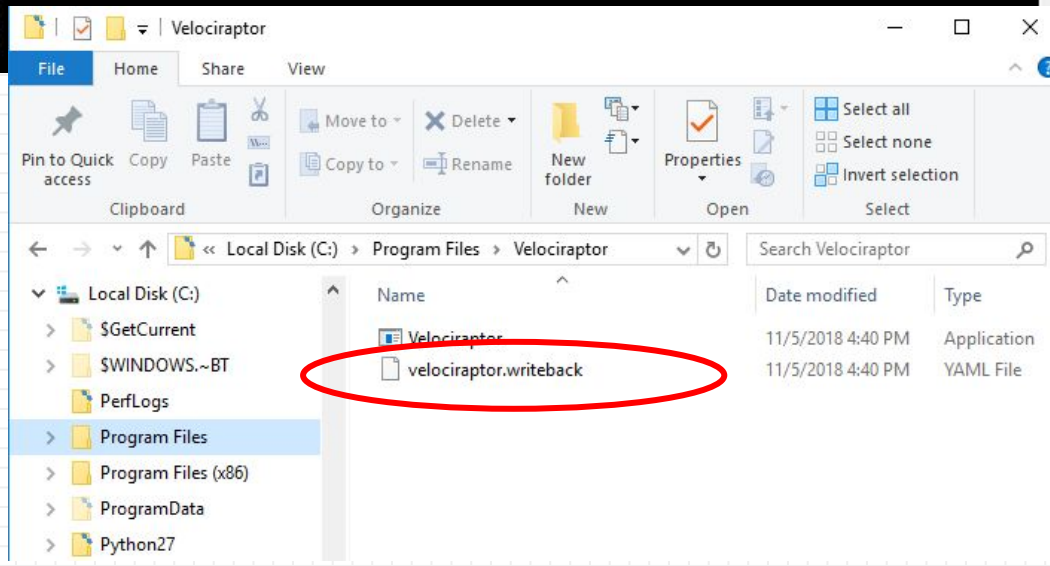 Velociraptor
File Home Share View
Pin to Quick access
Copy
Paste
Clipboard
Move to
Copy to
Delete
Rename
Organize
New folder
New
Properties
Open
Select all
Select none
Invert selection
Select
« Local Disk (C:) > Program Files > Velociraptor
Search Velociraptor
Local Disk (C:)
$GetCurrent
$WINDOWS.~BT
PerfLogs
Program Files
Program Files (x86)
ProgramData
Python27
Name Date modified Type
Velociraptor 11/5/2018 4:40 PM Application
velociraptor.writeback 11/5/2018 4:40 PM YAML File